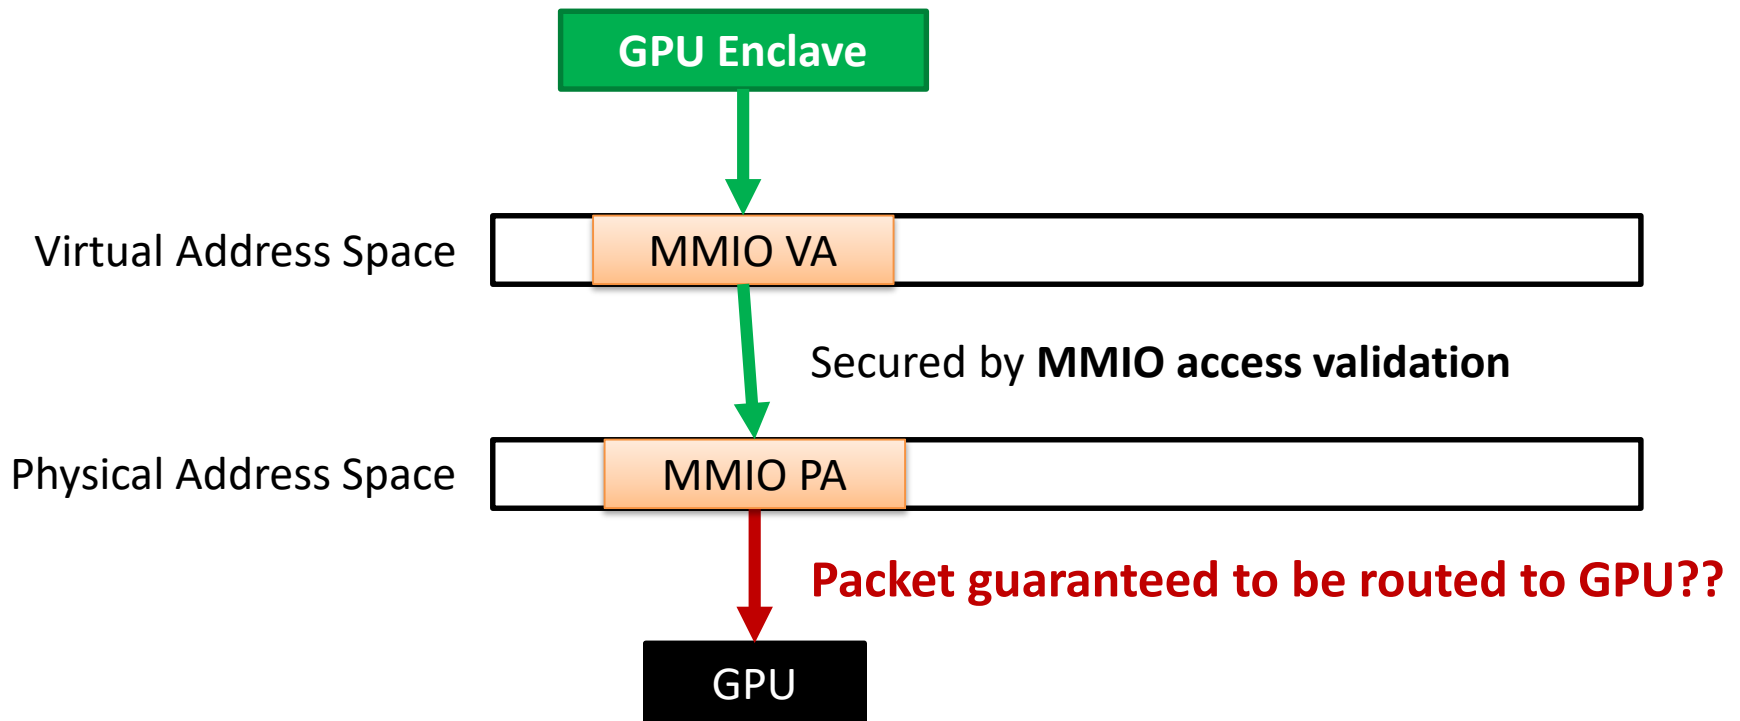 GPU Enclave
Virtual Address Space
MMIO VA
Secured by MMIO access validation
Physical Address Space
MMIO PA
Packet guaranteed to be routed to GPU??
GPU